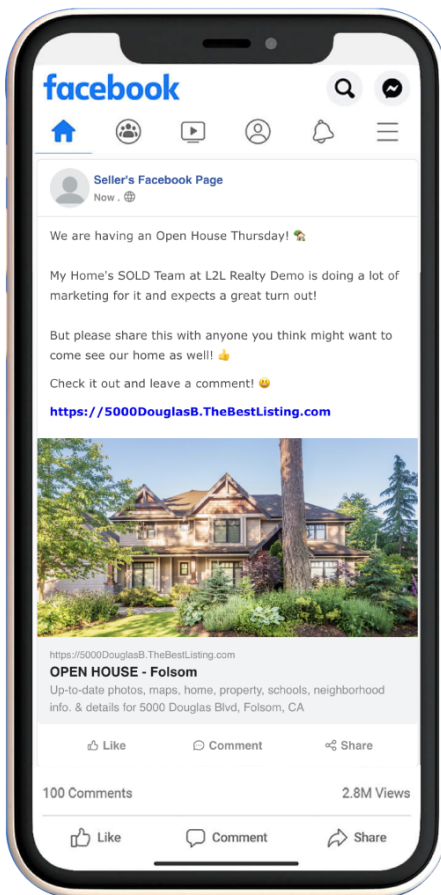 facebook
Seller's Facebook Page
Now .
We are having an Open House Thursday! 🏡
My Home's SOLD Team at L2L Realty Demo is doing a lot of
marketing for it and expects a great turn out!
But please share this with anyone you think might want to
come see our home as well! 👍
Check it out and leave a comment! 😃
https://5000DouglasB.TheBestListing.com
https://5000DouglasB.TheBestListing.com
OPEN HOUSE - Folsom
Up-to-date photos, maps, home, property, schools, neighborhood
info. & details for 5000 Douglas Blvd, Folsom, CA
Like Comment Share
100 Comments 2.8M Views
Like Comment Share